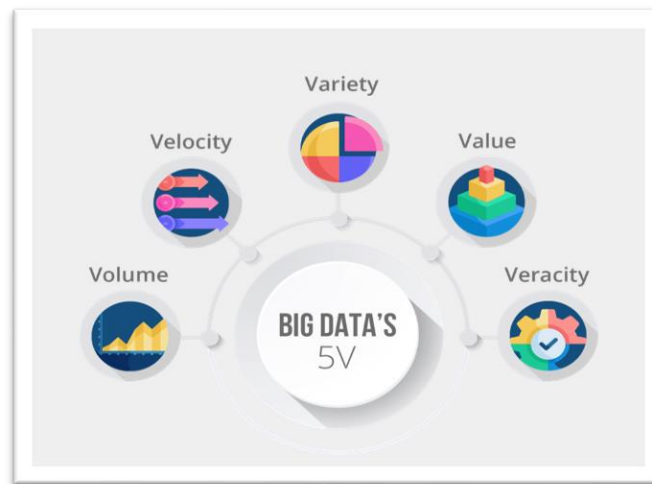 Variety
Velocity
Value
Volume
Veracity
BIG DATA'S
5V